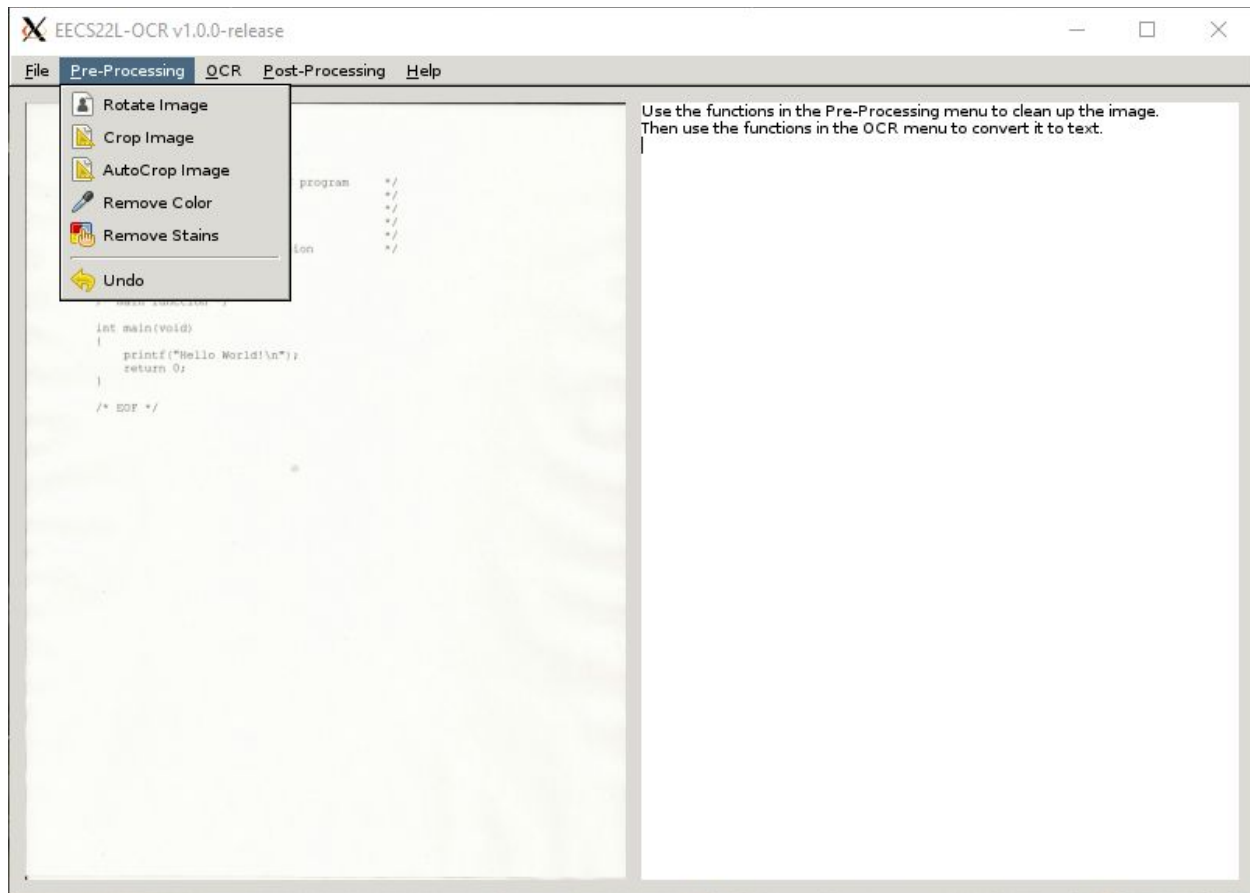 EECS22L-OCR v1.0.0-release
File Pre-Processing OCR Post-Processing Help
Rotate Image
Crop Image
AutoCrop Image
Remove Color
Remove Stains
Undo
program */
*/
*/
*/
*/
ion */
int main(void)
{
printf("Hello World!\n");
return 0;
}
/* EOF */
Use the functions in the Pre-Processing menu to clean up the image.
Then use the functions in the OCR menu to convert it to text.